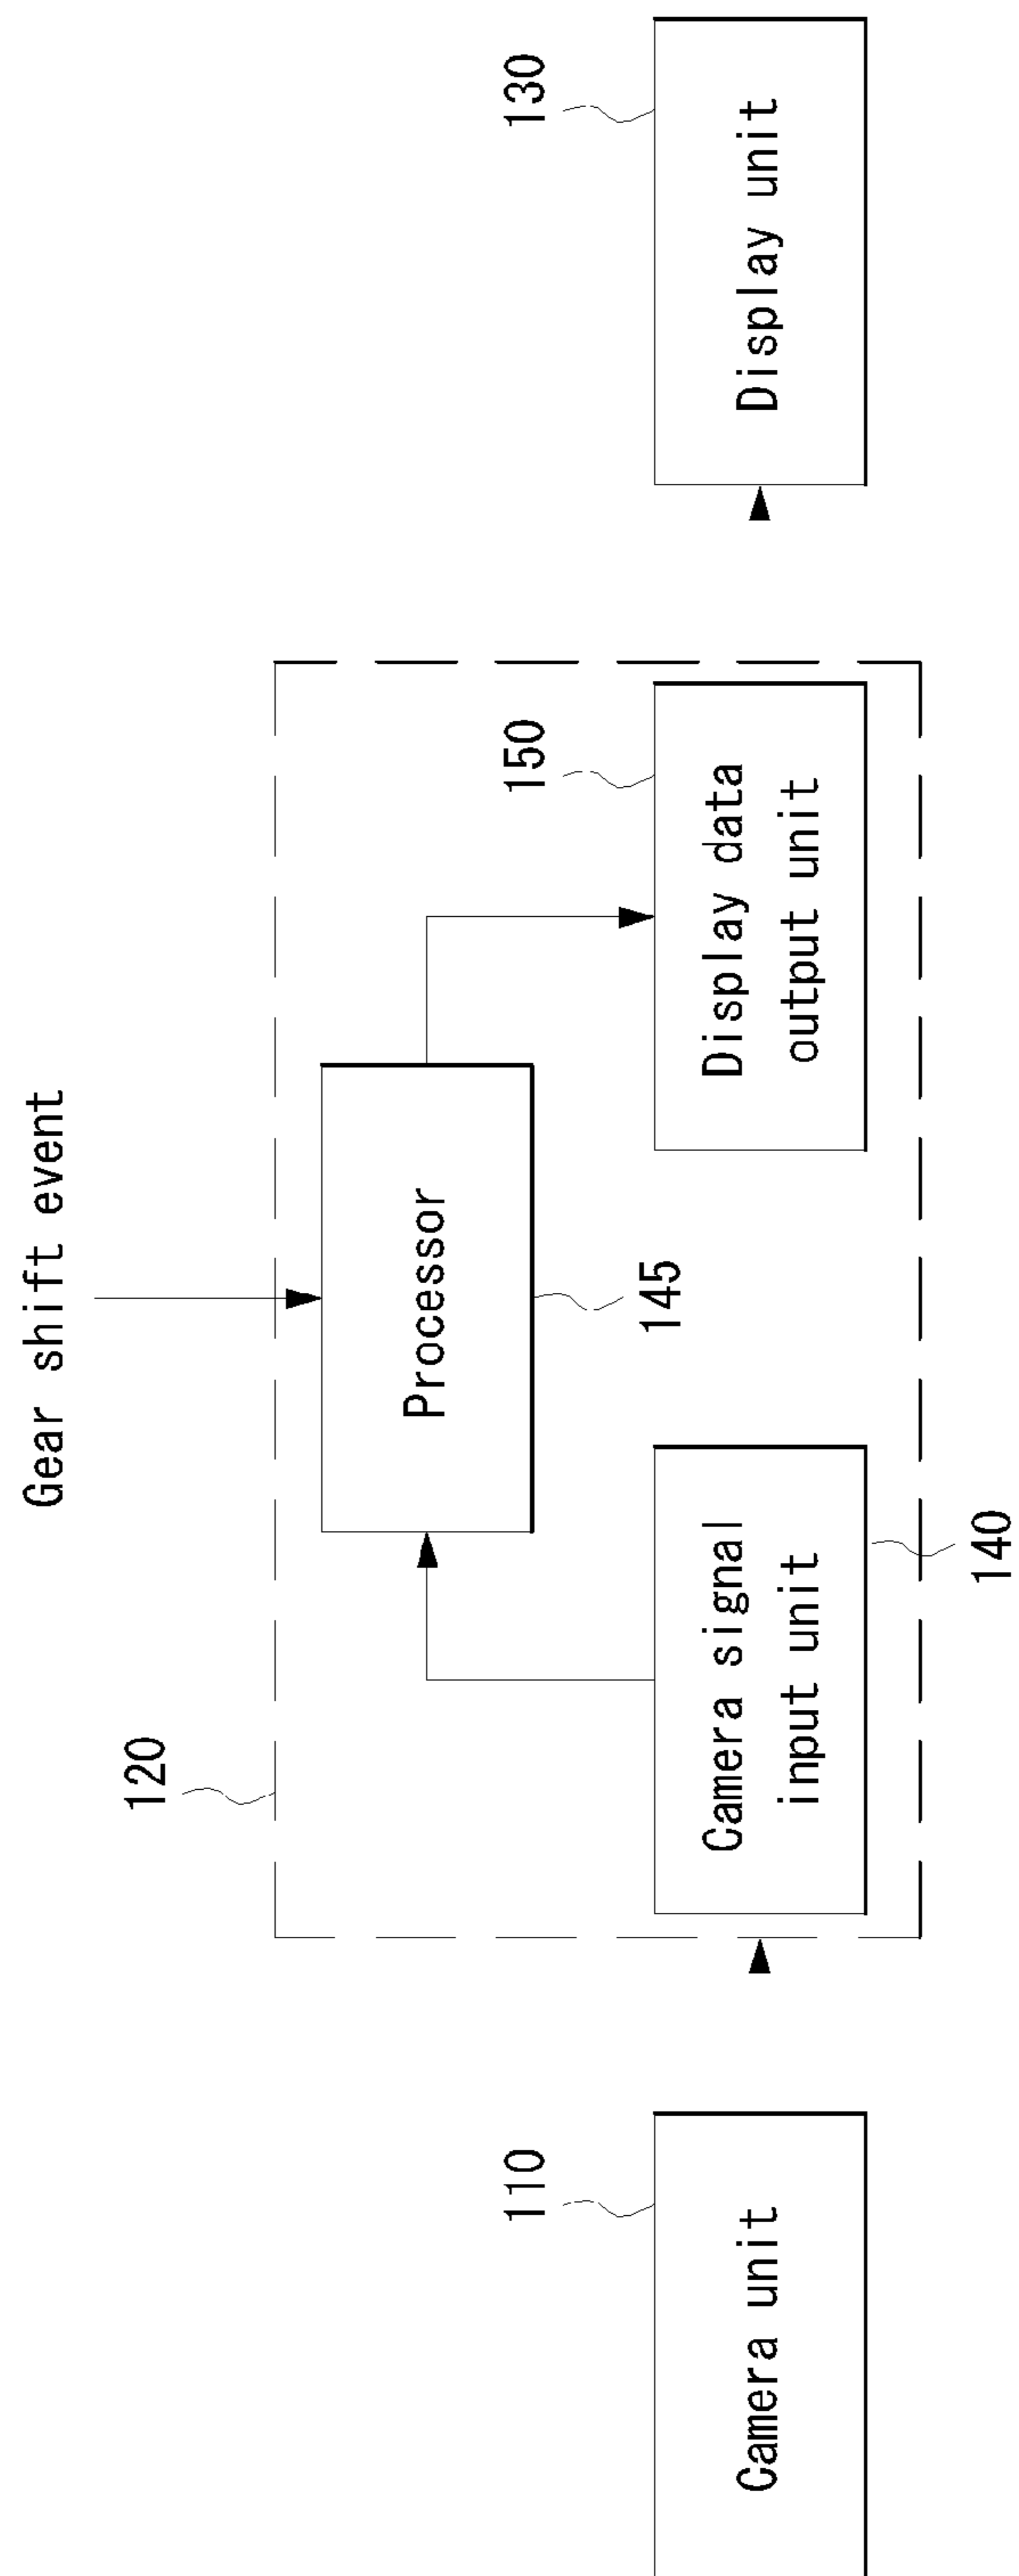 Gear shift event
120
Processor
145
110
150
130
Camera unit
Camera signal
input unit
Display data
output unit
Display unit
140